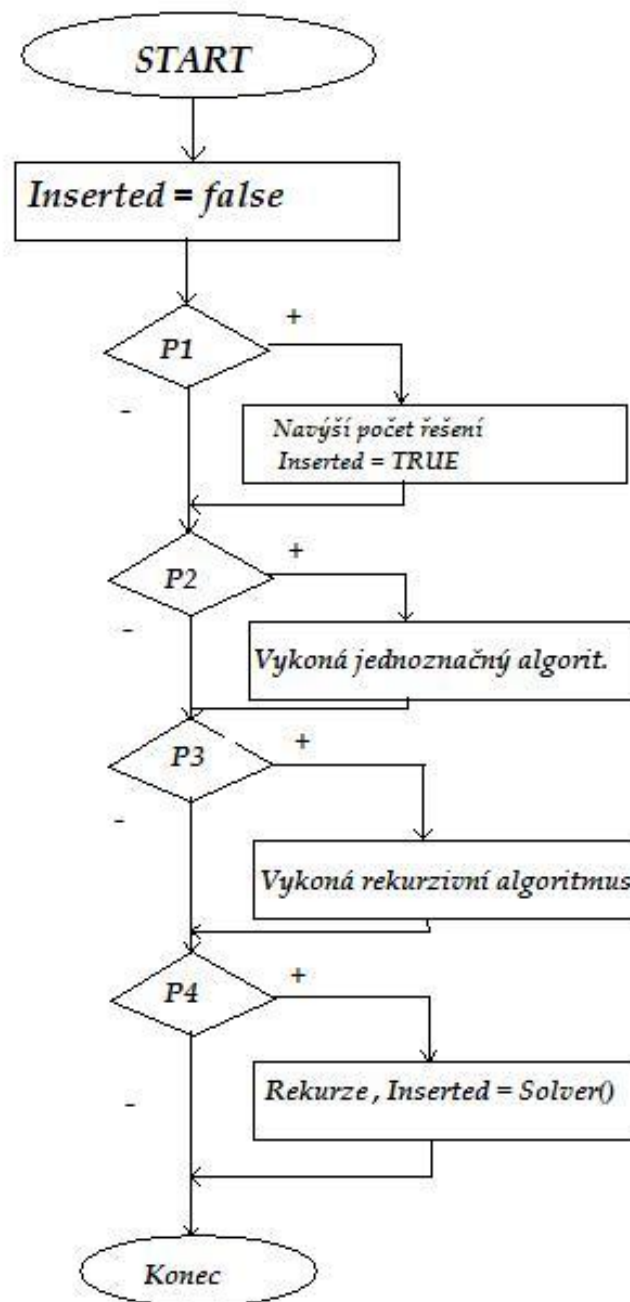 START
Inserted = false
P1
+
-
Navýší počet řešení
Inserted = TRUE
P2
+
-
Vykoná jednoznačný algorit.
P3
+
-
Vykoná rekurzivní algoritmus
P4
+
-
Rekurze , Inserted = Solver()
Konec